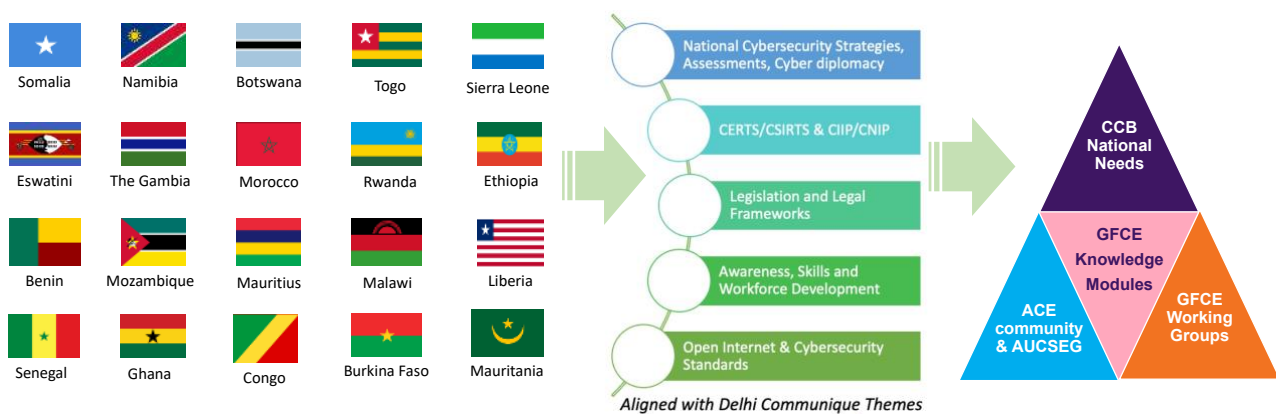 Somalia
Namibia
Botswana
Togo
Sierra Leone
Eswatini
The Gambia
Morocco
Rwanda
Ethiopia
Benin
Mozambique
Mauritius
Malawi
Liberia
Senegal
Ghana
Congo
Burkina Faso
Mauritania
National Cybersecurity Strategies,
Assessments, Cyber diplomacy
CERTS/CSIRTS & CIIP/CNIP
Legislation and Legal
Frameworks
Awareness, Skills and
Workforce Development
Open Internet & Cybersecurity
Standards
Aligned with Delhi Communique Themes
CCB
National
Needs
GFCE
Knowledge
Modules
ACE
community
& AUCSEG
GFCE
Working
Groups